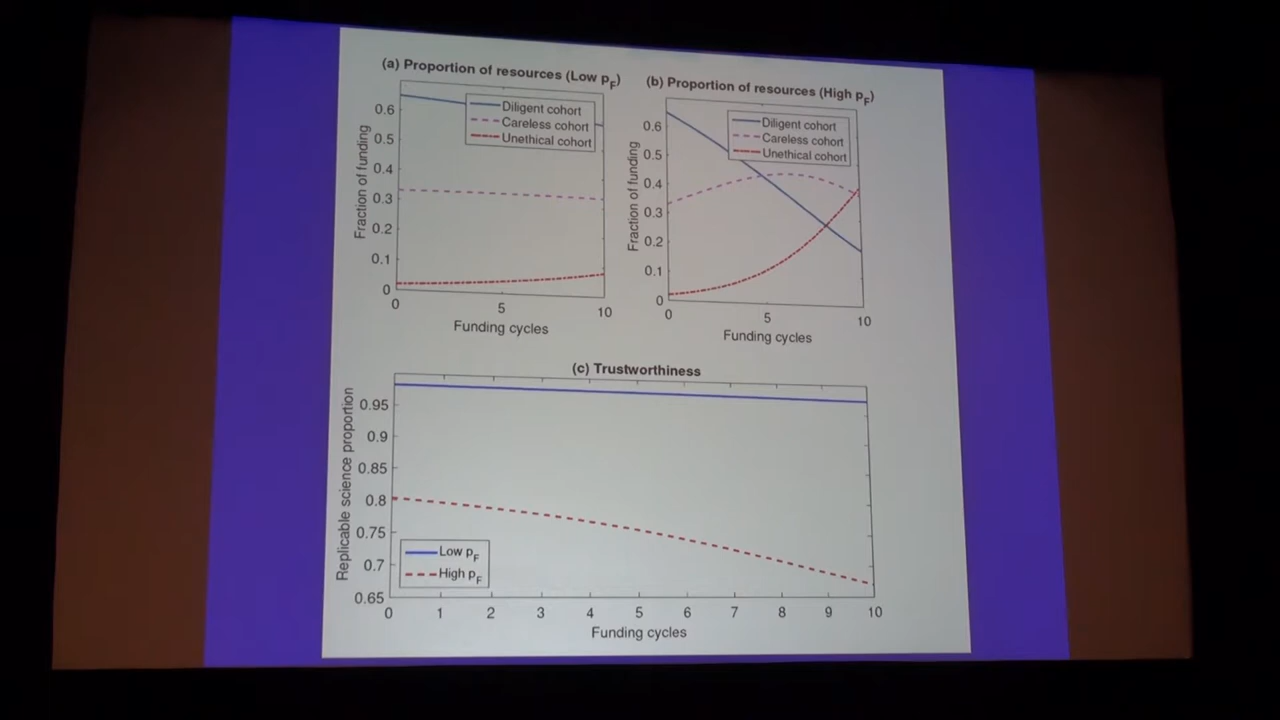 (a) Proportion of resources (Low pF)
Fraction of funding
0.6
0.5
0.4
0.3
0.2
0.1
0
Diligent cohort
Careless cohort
Unethical cohort
0 5 10
Funding cycles
(b) Proportion of resources (High pF)
Fraction of funding
0.6
0.5
0.4
0.3
0.2
0.1
0
Diligent cohort
Careless cohort
Unethical cohort
0 5 10
Funding cycles
(c) Trustworthiness
Replicable science proportion
0.95
0.9
0.85
0.8
0.75
0.7
0.65
Low pF
High pF
0 1 2 3 4 5 6 7 8 9 10
Funding cycles